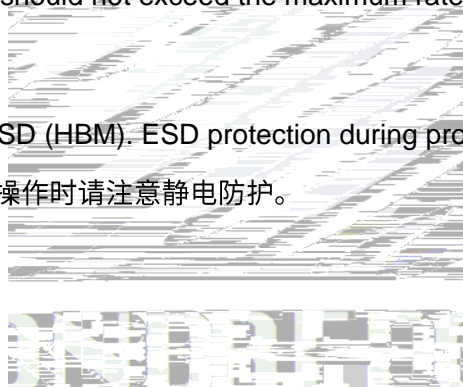 should not exceed the maximum rate
SD (HBM). ESD protection during pro
操作时请注意静电防护。